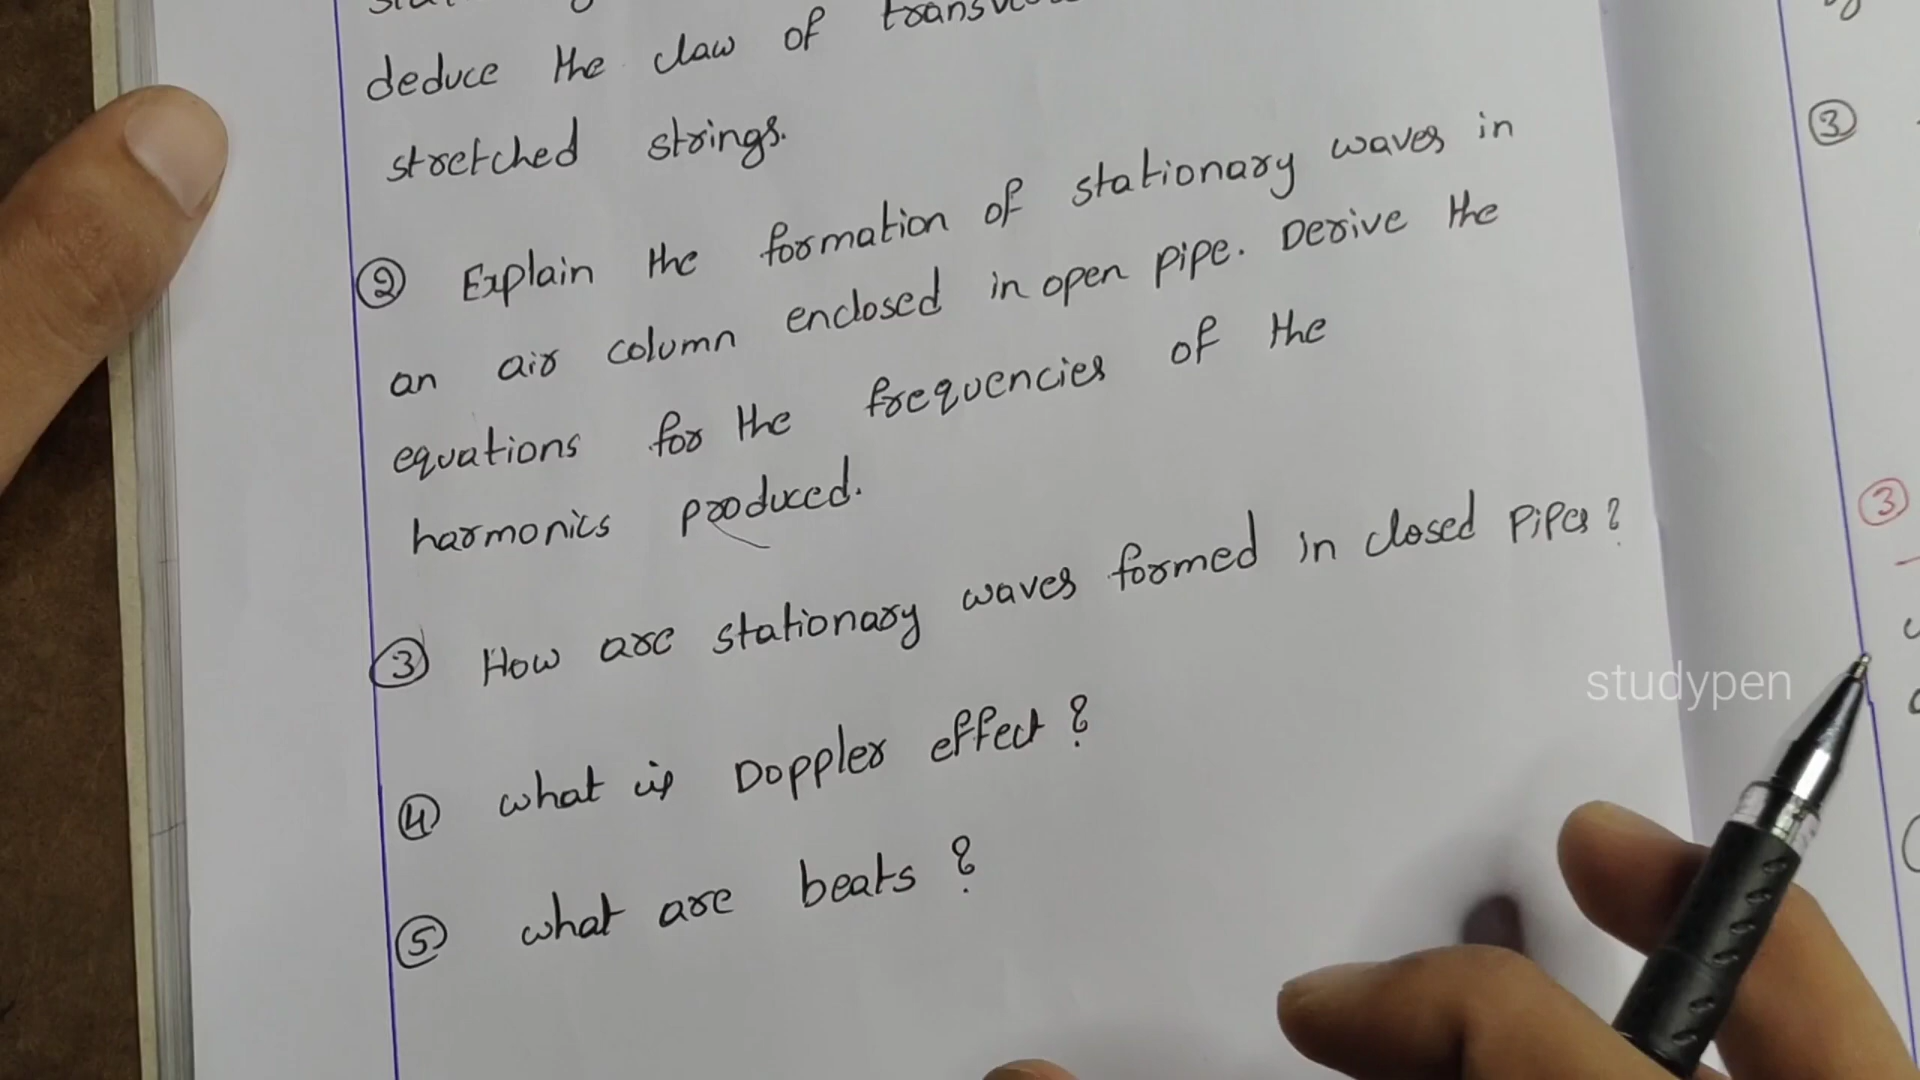 deduce the claw of
stretched strings.
② Explain the formation of stationary waves in
an air column enclosed in open pipe. Derive the
equations for the frequencies of the
harmonics produced.
③ How are stationary waves formed in closed pipes?
④ what is Doppler effect?
⑤ what are beats?
③
③
studypen